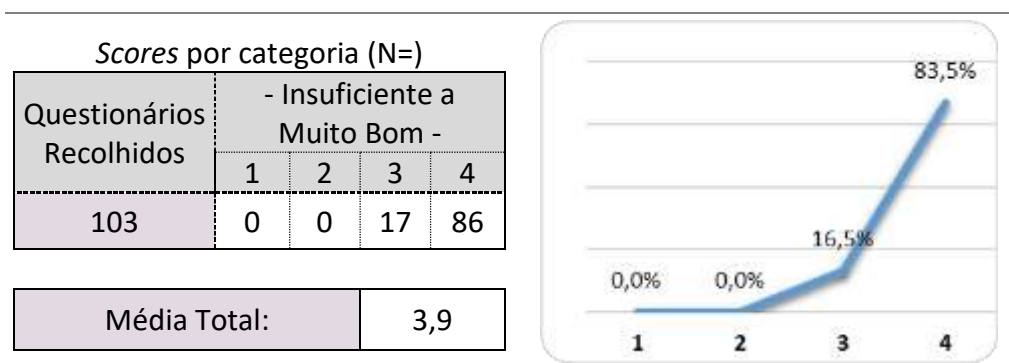 Scores por categoria (N=)
Questionários Recolhidos
- Insuficiente a
Muito Bom -
1 2 3 4
103 0 0 17 86
Média Total: 3,9
83,5%
16,5%
0,0% 0,0%
1 2 3 4